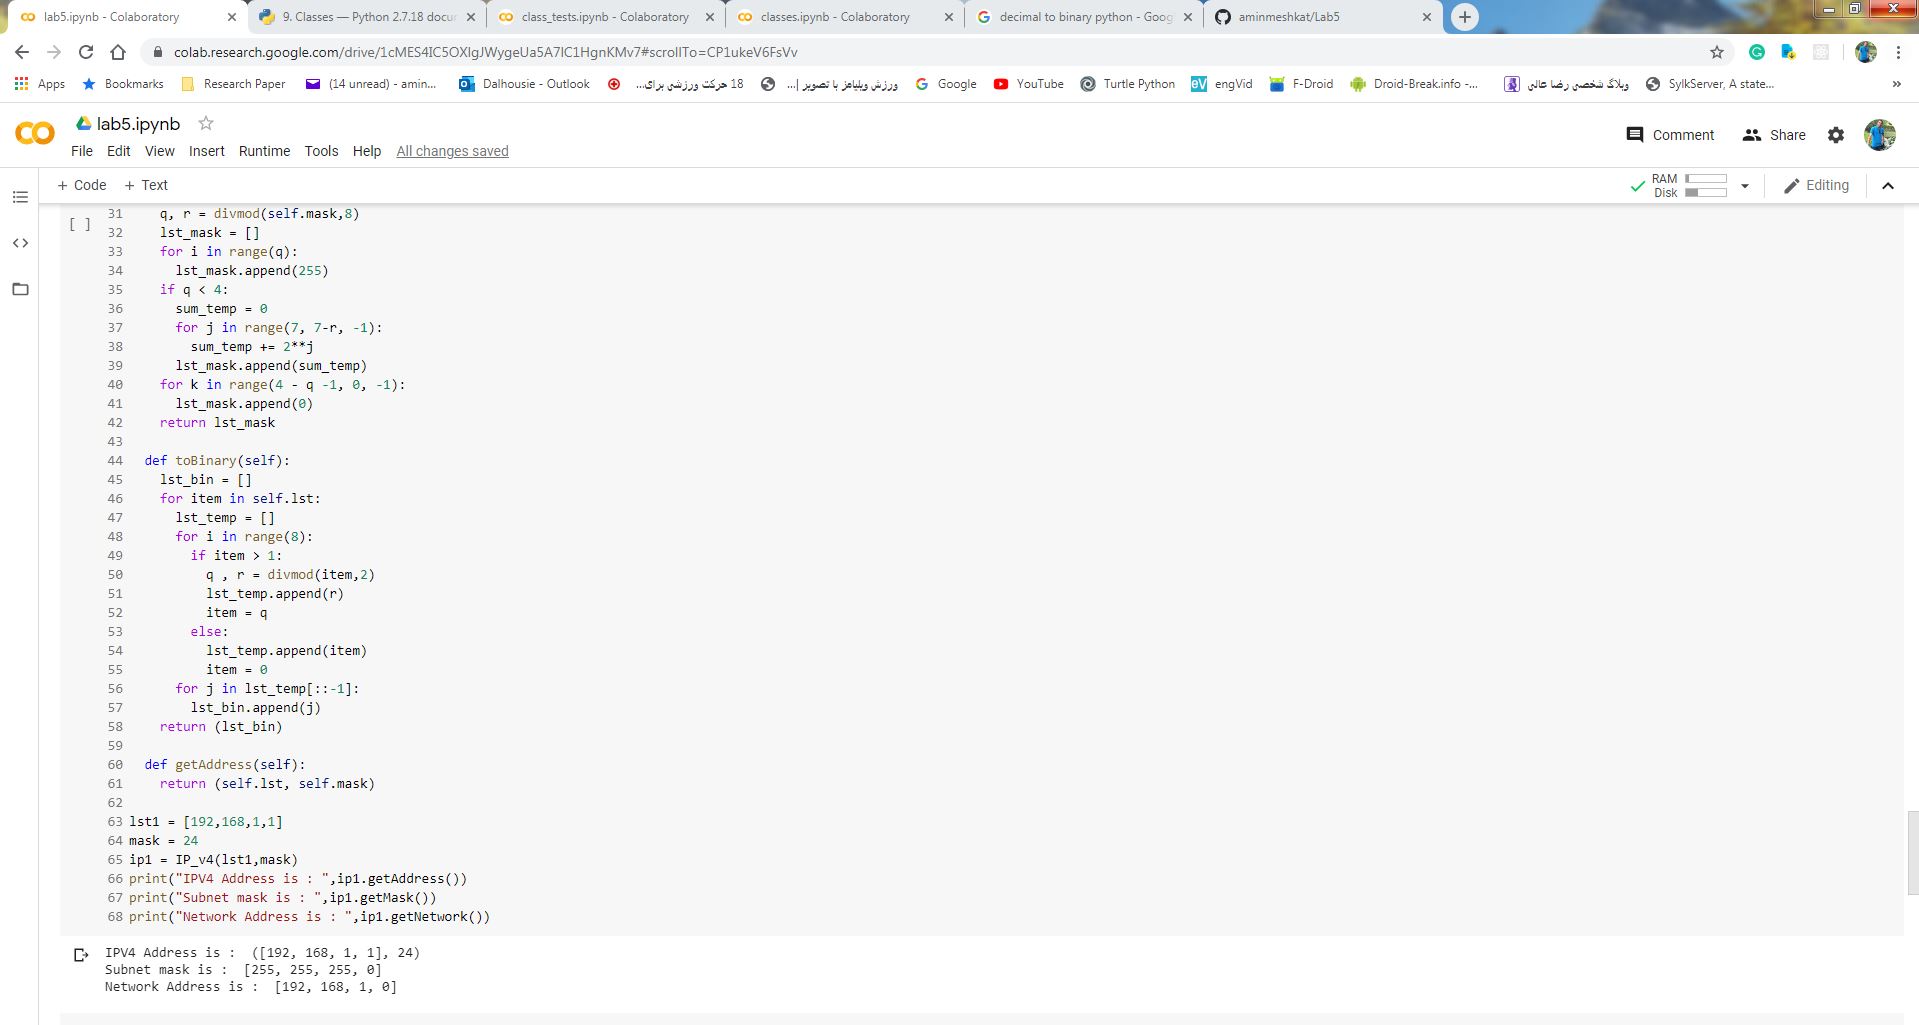 lab5.ipynb - Colaboratory
9. Classes — Python 2.7.18 docu
class_tests.ipynb - Colaboratory
classes.ipynb - Colaboratory
decimal to binary python - Goog
aminmeshkat/Lab5
colab.research.google.com/drive/1cMES4IC5OXlgJWygeUa5A7lC1HgnKMv7#scrollTo=CP1ukeV6FsVv
Apps
Bookmarks
Research Paper
(14 unread) - amin...
Dalhousie - Outlook
18 حرکت ورزشی برای...
ورزش ویلیامز با تصویر |...
Google
YouTube
Turtle Python
eV engVid
F-Droid
Droid-Break.info -...
وبلاگ شخصی رضا عالی
SylkServer, A state...
»
lab5.ipynb
Comment
Share
File Edit View Insert Runtime Tools Help All changes saved
+ Code + Text
RAM
Disk
Editing
[ ]
31 q, r = divmod(self.mask,8)
32 lst_mask = []
33 for i in range(q):
34 lst_mask.append(255)
35 if q < 4:
36 sum_temp = 0
37 for j in range(7, 7-r, -1):
38 sum_temp += 2**j
39 lst_mask.append(sum_temp)
40 for k in range(4 - q -1, 0, -1):
41 lst_mask.append(0)
42 return lst_mask
43
44 def toBinary(self):
45 lst_bin = []
46 for item in self.lst:
47 lst_temp = []
48 for i in range(8):
49 if item > 1:
50 q , r = divmod(item,2)
51 lst_temp.append(r)
52 item = q
53 else:
54 lst_temp.append(item)
55 item = 0
56 for j in lst_temp[::-1]:
57 lst_bin.append(j)
58 return (lst_bin)
59
60 def getAddress(self):
61 return (self.lst, self.mask)
62
63 lst1 = [192,168,1,1]
64 mask = 24
65 ip1 = IP_v4(lst1,mask)
66 print("IPV4 Address is : ",ip1.getAddress())
67 print("Subnet mask is : ",ip1.getMask())
68 print("Network Address is : ",ip1.getNetwork())
IPV4 Address is :  ([192, 168, 1, 1], 24)
Subnet mask is :  [255, 255, 255, 0]
Network Address is :  [192, 168, 1, 0]